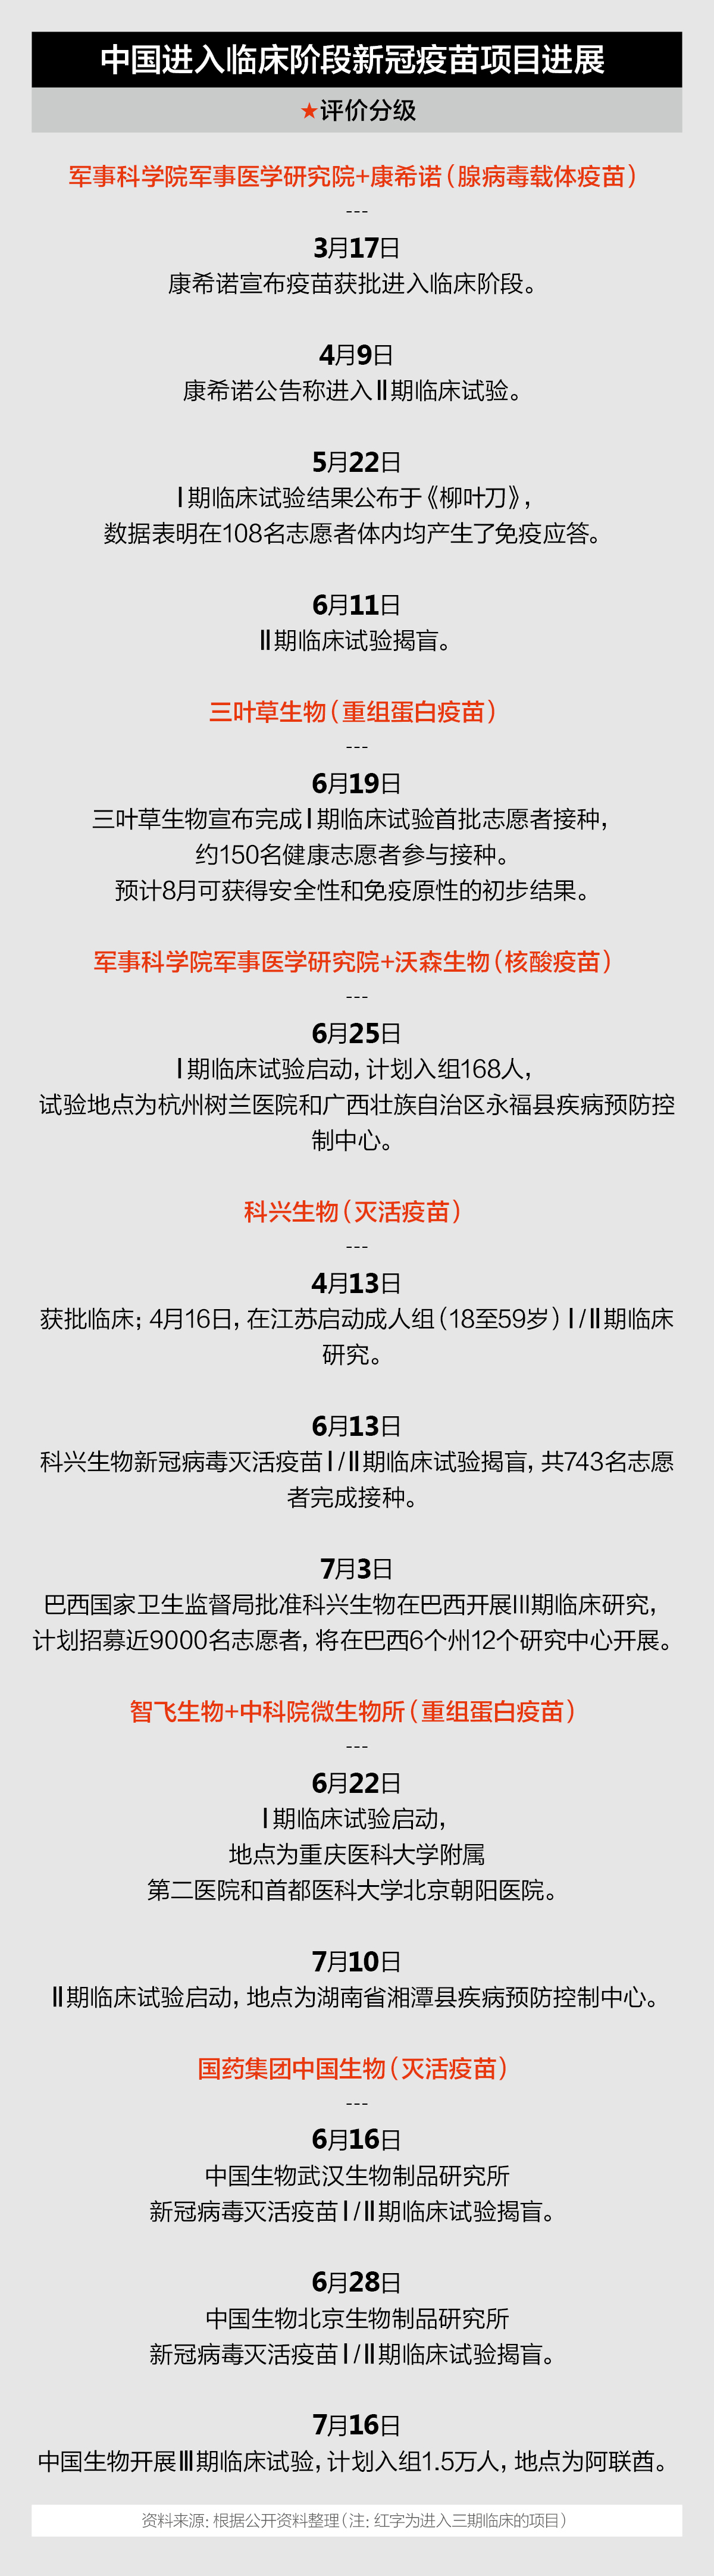 中国进入临床阶段新冠疫苗项目进展
★评价分级
军事科学院军事医学研究院+康希诺（腺病毒载体疫苗）
---
3月17日
康希诺宣布疫苗获批进入临床阶段。
4月9日
康希诺公告称进入Ⅱ期临床试验。
5月22日
Ⅰ期临床试验结果公布于《柳叶刀》，
数据表明在108名志愿者体内均产生了免疫应答。
6月11日
Ⅱ期临床试验揭盲。
三叶草生物（重组蛋白疫苗）
---
6月19日
三叶草生物宣布完成Ⅰ期临床试验首批志愿者接种，
约150名健康志愿者参与接种。
预计8月可获得安全性和免疫原性的初步结果。
军事科学院军事医学研究院+沃森生物（核酸疫苗）
---
6月25日
Ⅰ期临床试验启动，计划入组168人，
试验地点为杭州树兰医院和广西壮族自治区永福县疾病预防控
制中心。
科兴生物（灭活疫苗）
---
4月13日
获批临床；4月16日，在江苏启动成人组（18至59岁）Ⅰ/Ⅱ期临床
研究。
6月13日
科兴生物新冠病毒灭活疫苗Ⅰ/Ⅱ期临床试验揭盲，共743名志愿
者完成接种。
7月3日
巴西国家卫生监督局批准科兴生物在巴西开展III期临床研究，
计划招募近9000名志愿者，将在巴西6个州12个研究中心开展。
智飞生物+中科院微生物所（重组蛋白疫苗）
---
6月22日
Ⅰ期临床试验启动，
地点为重庆医科大学附属
第二医院和首都医科大学北京朝阳医院。
7月10日
Ⅱ期临床试验启动，地点为湖南省湘潭县疾病预防控制中心。
国药集团中国生物（灭活疫苗）
---
6月16日
中国生物武汉生物制品研究所
新冠病毒灭活疫苗Ⅰ/Ⅱ期临床试验揭盲。
6月28日
中国生物北京生物制品研究所
新冠病毒灭活疫苗Ⅰ/Ⅱ期临床试验揭盲。
7月16日
中国生物开展Ⅲ期临床试验，计划入组1.5万人，地点为阿联酋。
资料来源：根据公开资料整理（注：红字为进入三期临床的项目）